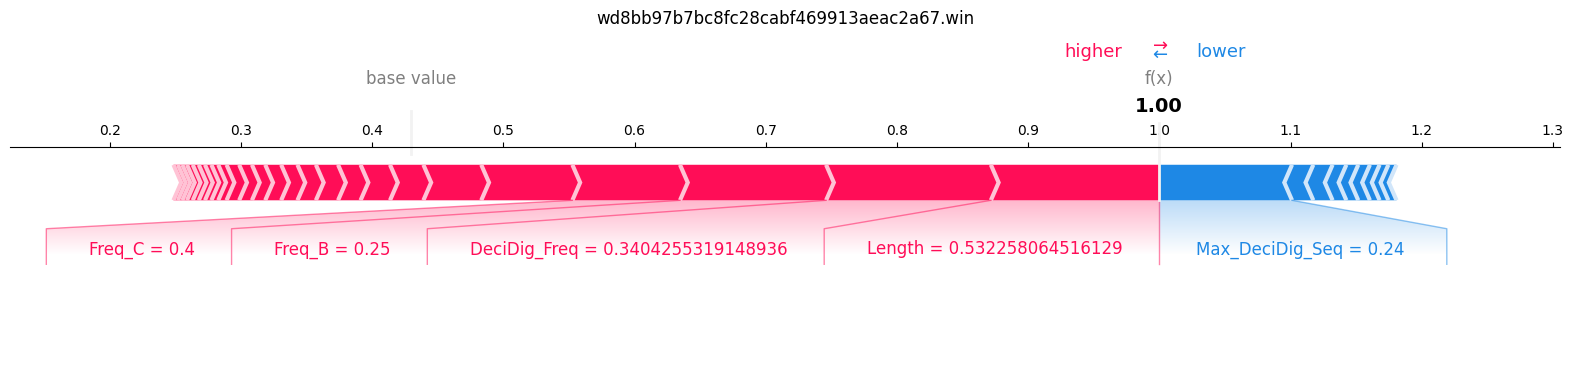 wd8bb97b7bc8fc28cabf469913aeac2a67.win
higher ⇄ lower
base value f(x)
1.00
0.2 0.3 0.4 0.5 0.6 0.7 0.8 0.9 1.0 1.1 1.2 1.3
Freq_C = 0.4 Freq_B = 0.25 DeciDig_Freq = 0.3404255319148936 Length = 0.532258064516129 Max_DeciDig_Seq = 0.24